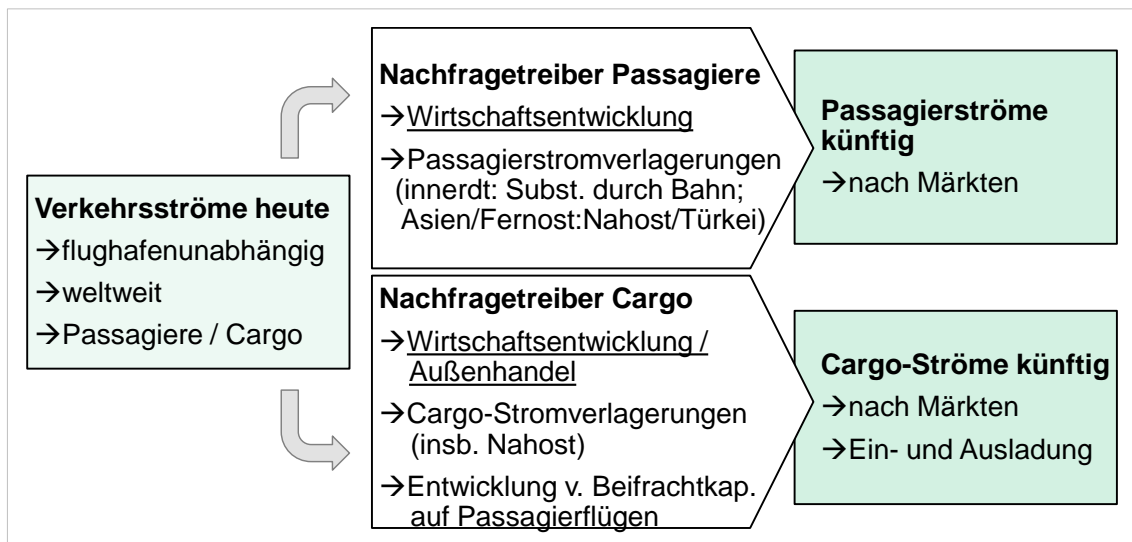 Verkehrsströme heute
→flughafenunabhängig
→weltweit
→Passagiere / Cargo
Nachfragetreiber Passagiere
→Wirtschaftsentwicklung
→Passagierstromverlagerungen
(innerdt: Subst. durch Bahn;
Asien/Fernost:Nahost/Türkei)
Passagierströme
künftig
→nach Märkten
Nachfragetreiber Cargo
→Wirtschaftsentwicklung /
Außenhandel
→Cargo-Stromverlagerungen
(insb. Nahost)
→Entwicklung v. Beifrachtkap.
auf Passagierflügen
Cargo-Ströme künftig
→nach Märkten
→Ein- und Ausladung